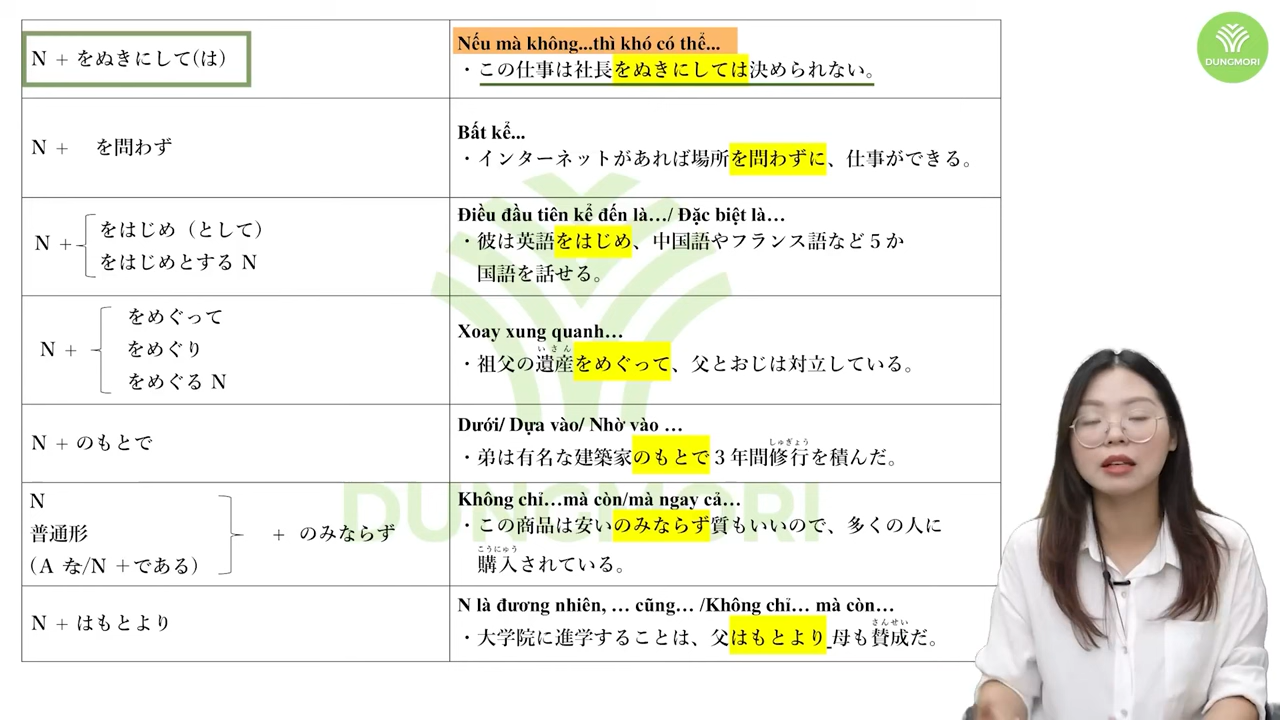 N + をぬきにして(は)
Nếu mà không...thì khó có thể...
・この仕事は社長をぬきにしては決められない。
N + を問わず
Bất kể...
・インターネットがあれば場所を問わずに、仕事ができる。
N +
をはじめ（として）
をはじめとする N
Điều đầu tiên kể đến là…/ Đặc biệt là…
・彼は英語をはじめ、中国語やフランス語など５か
国語を話せる。
N +
をめぐって
をめぐり
をめぐる N
Xoay xung quanh…
いさん
・祖父の遺産をめぐって、父とおじは対立している。
N + のもとで
Dưới/ Dựa vào/ Nhờ vào …
しゅぎょう
・弟は有名な建築家のもとで３年間修行を積んだ。
N
普通形
（A な/N ＋である）
+ のみならず
Không chỉ…mà còn/mà ngay cả…
・この商品は安いのみならず質もいいので、多くの人に
こうにゅう
購入されている。
N + はもとより
N là đương nhiên, … cũng… /Không chỉ… mà còn…
さんせい
・大学院に進学することは、父はもとより 母も賛成だ。
DUNGMORI
DUNGMORI